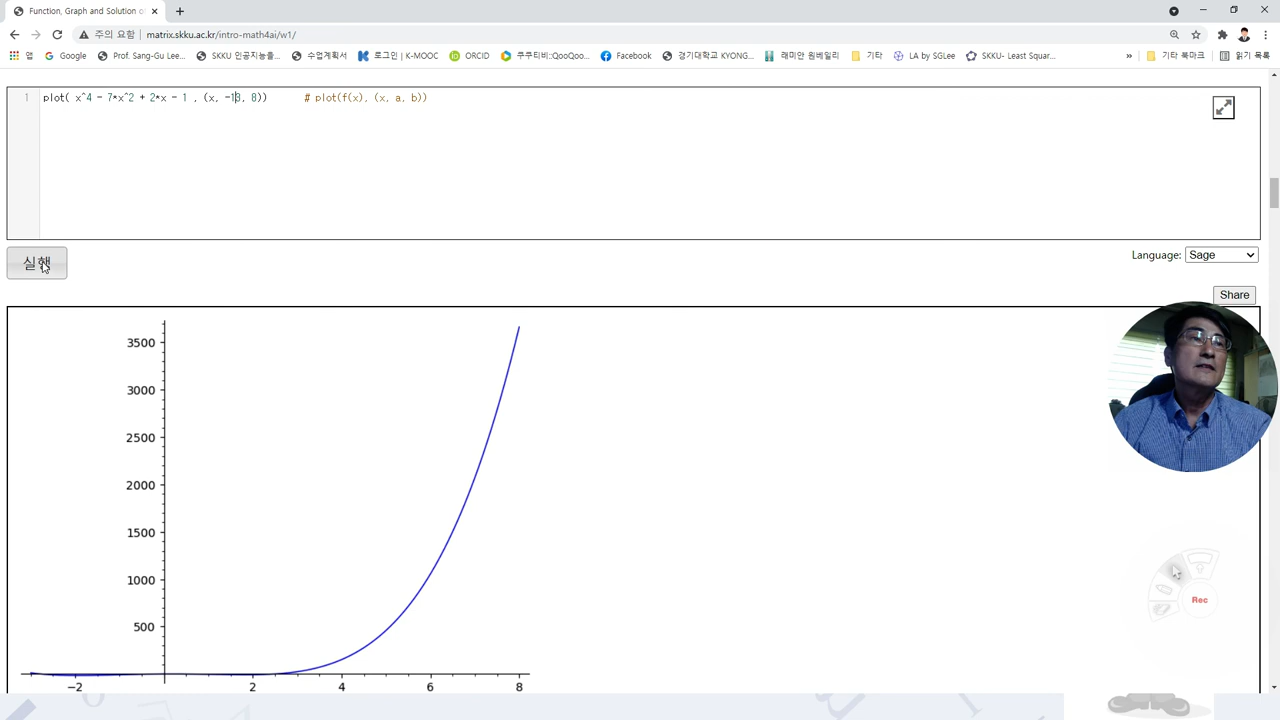 Function, Graph and Solution o
주의 요함 | matrix.skku.ac.kr/intro-math4ai/w1/
앱 Google Prof. Sang-Gu Lee... SKKU 인공지능을... 수업계획서 로그인 | K-MOOC ORCID 쿠쿠티비::QooQoo... Facebook 경기대학교 KYONG... 래미안 원베일리 기타 LA by SGLee SKKU- Least Squar... » 기타 북마크 읽기 목록
1 plot( x^4 - 7*x^2 + 2*x - 1 , (x, -13, 8)) # plot(f(x), (x, a, b))
실행
Language: Sage
Share
3500
3000
2500
2000
1500
1000
500
−2 2 4 6 8
Rec